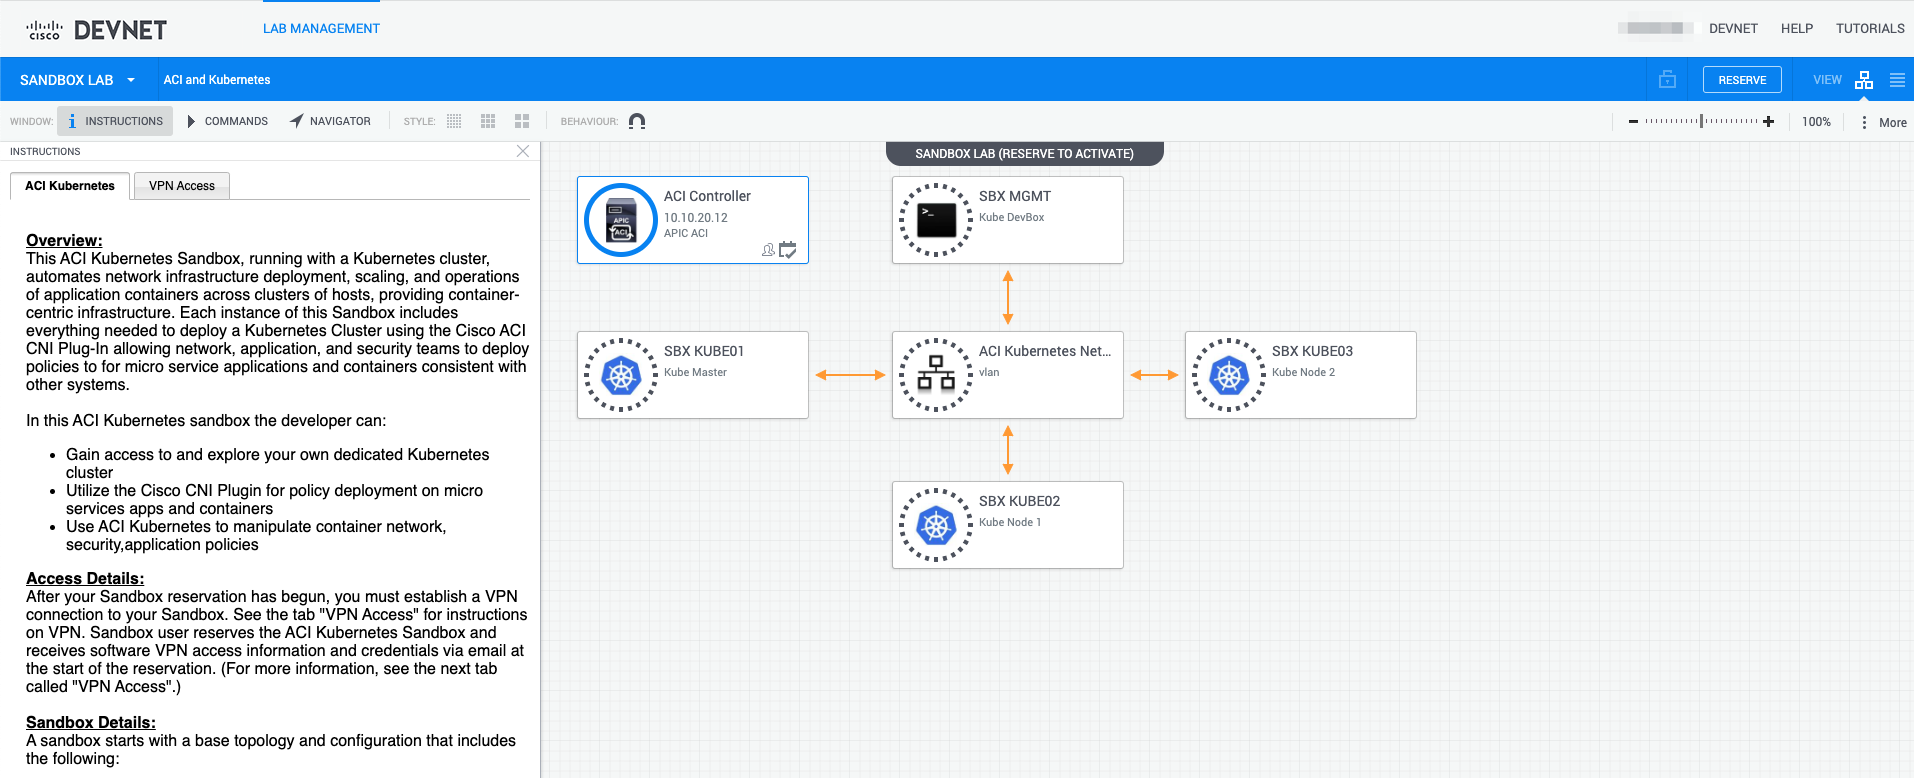 cisco DEVNET
LAB MANAGEMENT
DEVNET HELP TUTORIALS
SANDBOX LAB ACI and Kubernetes
RESERVE VIEW
WINDOW: INSTRUCTIONS COMMANDS NAVIGATOR STYLE: BEHAVIOUR: 100% More
INSTRUCTIONS
ACI Kubernetes VPN Access
Overview:
This ACI Kubernetes Sandbox, running with a Kubernetes cluster,
automates network infrastructure deployment, scaling, and operations
of application containers across clusters of hosts, providing container-
centric infrastructure. Each instance of this Sandbox includes
everything needed to deploy a Kubernetes Cluster using the Cisco ACI
CNI Plug-In allowing network, application, and security teams to deploy
policies to for micro service applications and containers consistent with
other systems.
In this ACI Kubernetes sandbox the developer can:
• Gain access to and explore your own dedicated Kubernetes
cluster
• Utilize the Cisco CNI Plugin for policy deployment on micro
services apps and containers
• Use ACI Kubernetes to manipulate container network,
security,application policies
Access Details:
After your Sandbox reservation has begun, you must establish a VPN
connection to your Sandbox. See the tab "VPN Access" for instructions
on VPN. Sandbox user reserves the ACI Kubernetes Sandbox and
receives software VPN access information and credentials via email at
the start of the reservation. (For more information, see the next tab
called "VPN Access".)
Sandbox Details:
A sandbox starts with a base topology and configuration that includes
the following:
SANDBOX LAB (RESERVE TO ACTIVATE)
APIC
ACI
ACI Controller
10.10.20.12
APIC ACI
>_
SBX MGMT
Kube DevBox
SBX KUBE01
Kube Master
ACI Kubernetes Net...
vlan
SBX KUBE03
Kube Node 2
SBX KUBE02
Kube Node 1